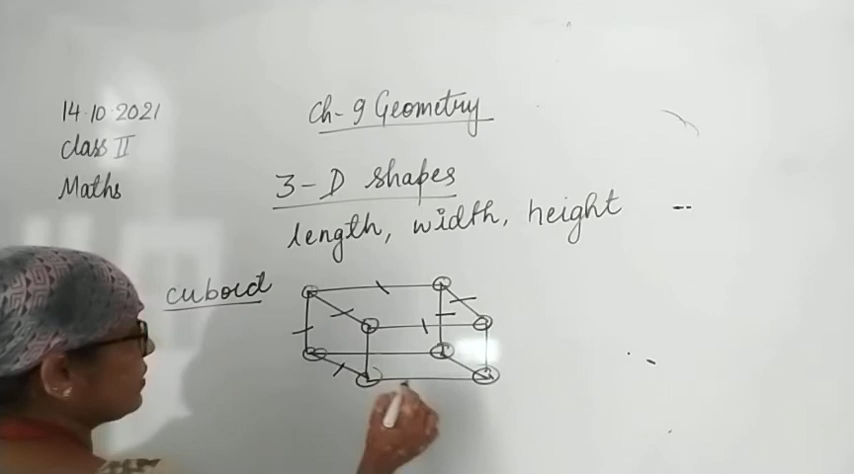 14.10.2021
Class II
Maths
Ch-9 Geometry
3-D shapes
length, width, height
cuboid